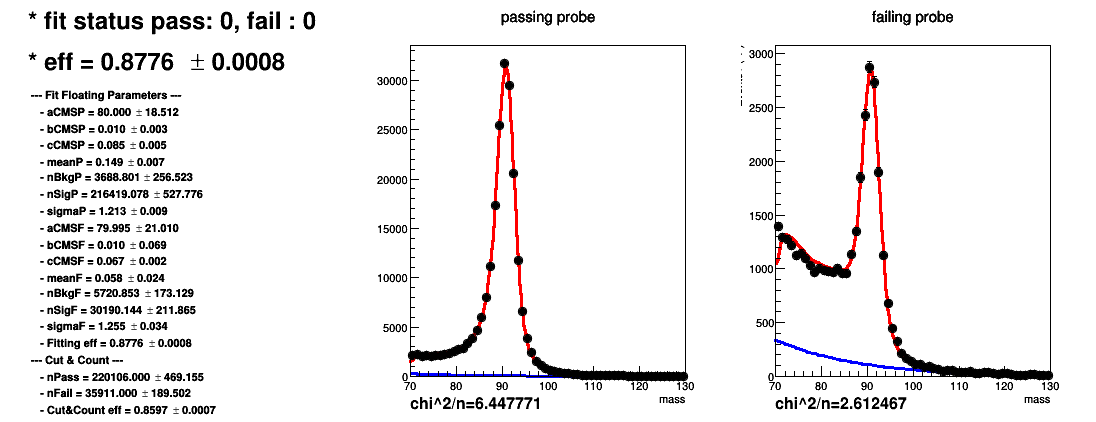 * fit status pass: 0, fail : 0
* eff = 0.8776 ± 0.0008
--- Fit Floating Parameters ---
- aCMSP = 80.000 ± 18.512
- bCMSP = 0.010 ± 0.003
- cCMSP = 0.085 ± 0.005
- meanP = 0.149 ± 0.007
- nBkgP = 3688.801 ± 256.523
- nSigP = 216419.078 ± 527.776
- sigmaP = 1.213 ± 0.009
- aCMSF = 79.995 ± 21.010
- bCMSF = 0.010 ± 0.069
- cCMSF = 0.067 ± 0.002
- meanF = 0.058 ± 0.024
- nBkgF = 5720.853 ± 173.129
- nSigF = 30190.144 ± 211.865
- sigmaF = 1.255 ± 0.034
- Fitting eff = 0.8776 ± 0.0008
--- Cut & Count ---
- nPass = 220106.000 ± 469.155
- nFail = 35911.000 ± 189.502
- Cut&Count eff = 0.8597 ± 0.0007
passing probe
30000
25000
20000
15000
10000
5000
0
70 80 90 100 110 120 130
mass
chi^2/n=6.447771
failing probe
3000
2500
2000
1500
1000
500
0
70 80 90 100 110 120 130
mass
chi^2/n=2.612467